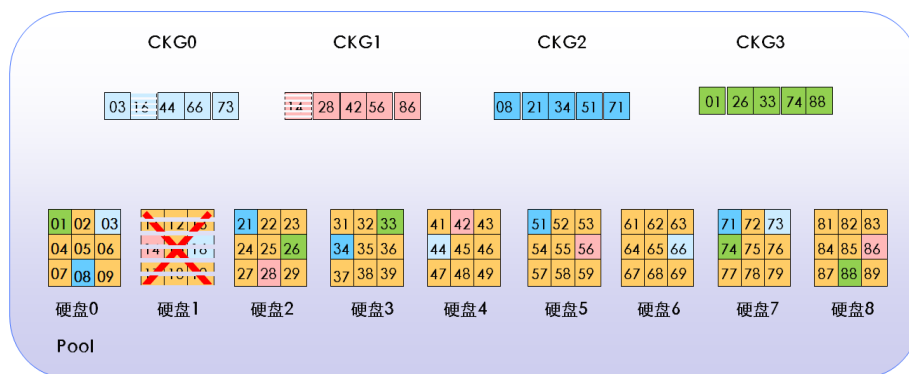 CKG0 CKG1 CKG2 CKG3
03 16 44 66 73 14 28 42 56 86 08 21 34 51 71 01 26 33 74 88
01 02 03 21 22 23 31 32 33 41 42 43 51 52 53 61 62 63 71 72 73 81 82 83
04 05 06 14 16 24 25 26 34 35 36 44 45 46 54 55 56 64 65 66 74 75 76 84 85 86
07 08 09 27 28 29 37 38 39 47 48 49 57 58 59 67 68 69 77 78 79 87 88 89
硬盘0 硬盘1 硬盘2 硬盘3 硬盘4 硬盘5 硬盘6 硬盘7 硬盘8
Pool